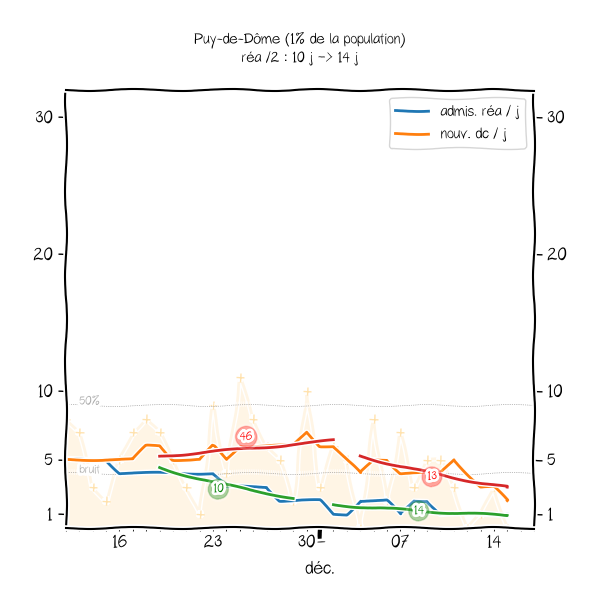 Puy-de-Dôme (1% de la population)
réa /2 : 10 j -> 14 j
admis. réa / j
nouv. dc / j
30 30
20 20
10 10
50%
46
5 5
bruit
13
10
14
1 1
16 23 30 07 14
déc.